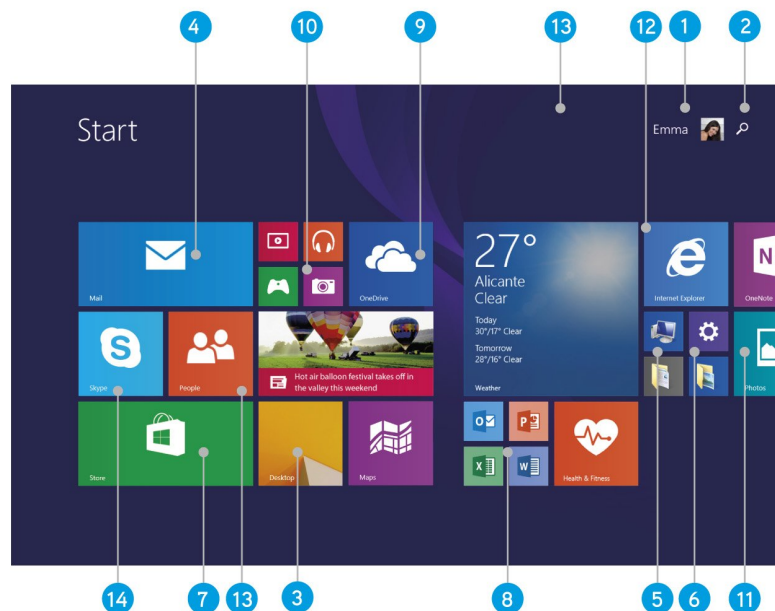 4 10 9 13 12 1 2
Start
Emma
27°
Alicante
Clear
Today
30°/17° Clear
Tomorrow
28°/16° Clear
Weather
Mail
OneDrive
Internet Explorer
OneNote
N
S
Skype
People
Hot air balloon festival takes off in
the valley this weekend
Photos
Store
Desktop
Maps
O
P
X
W
Health & Fitness
14 7 13 3 8 5 6 11